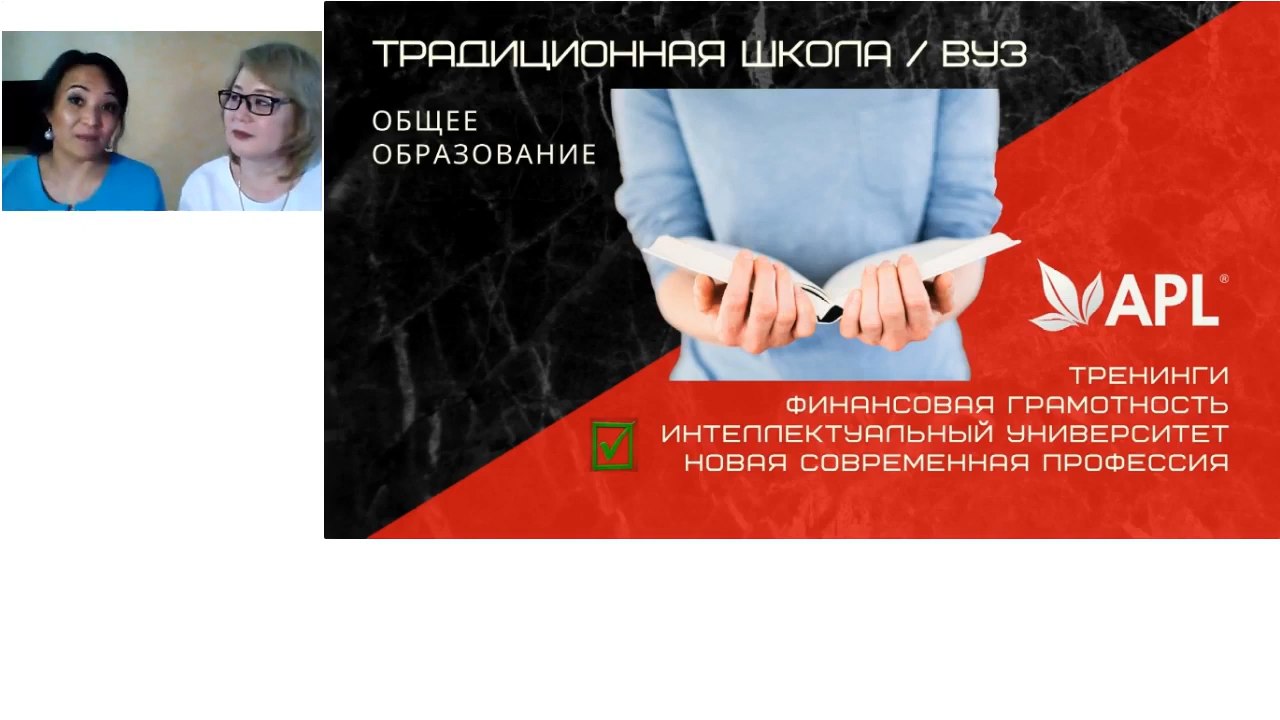 ТРАДИЦИОННАЯ ШКОЛА / ВУЗ
ОБЩЕЕ
ОБРАЗОВАНИЕ
APL®
ТРЕНИНГИ
ФИНАНСОВАЯ ГРАМОТНОСТЬ
ИНТЕЛЛЕКТУАЛЬНЫЙ УНИВЕРСИТЕТ
НОВАЯ СОВРЕМЕННАЯ ПРОФЕССИЯ